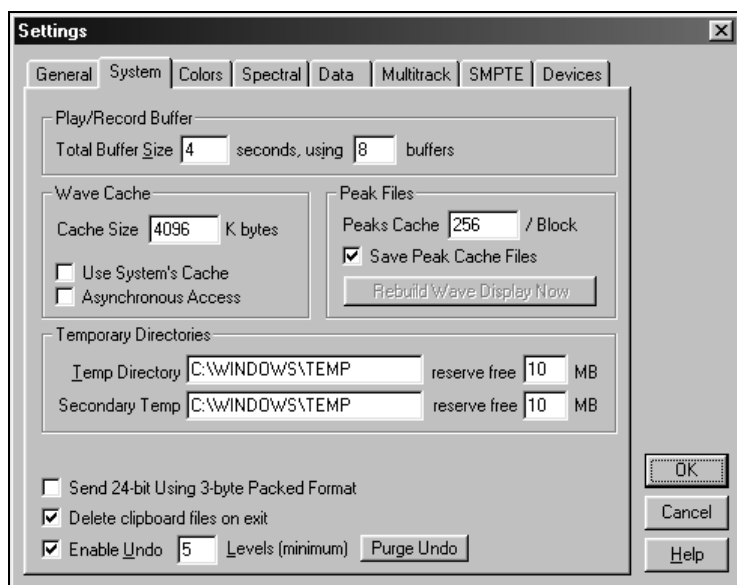 Settings
General System Colors Spectral Data Multitrack SMPTE Devices
Play/Record Buffer
Total Buffer Size 4 seconds, using 8 buffers
Wave Cache
Cache Size 4096 K bytes
Use System's Cache
Asynchronous Access
Peak Files
Peaks Cache 256 / Block
Save Peak Cache Files
Rebuild Wave Display Now
Temporary Directories
Temp Directory C:\WINDOWS\TEMP reserve free 10 MB
Secondary Temp C:\WINDOWS\TEMP reserve free 10 MB
Send 24-bit Using 3-byte Packed Format
Delete clipboard files on exit
Enable Undo 5 Levels (minimum) Purge Undo
OK
Cancel
Help